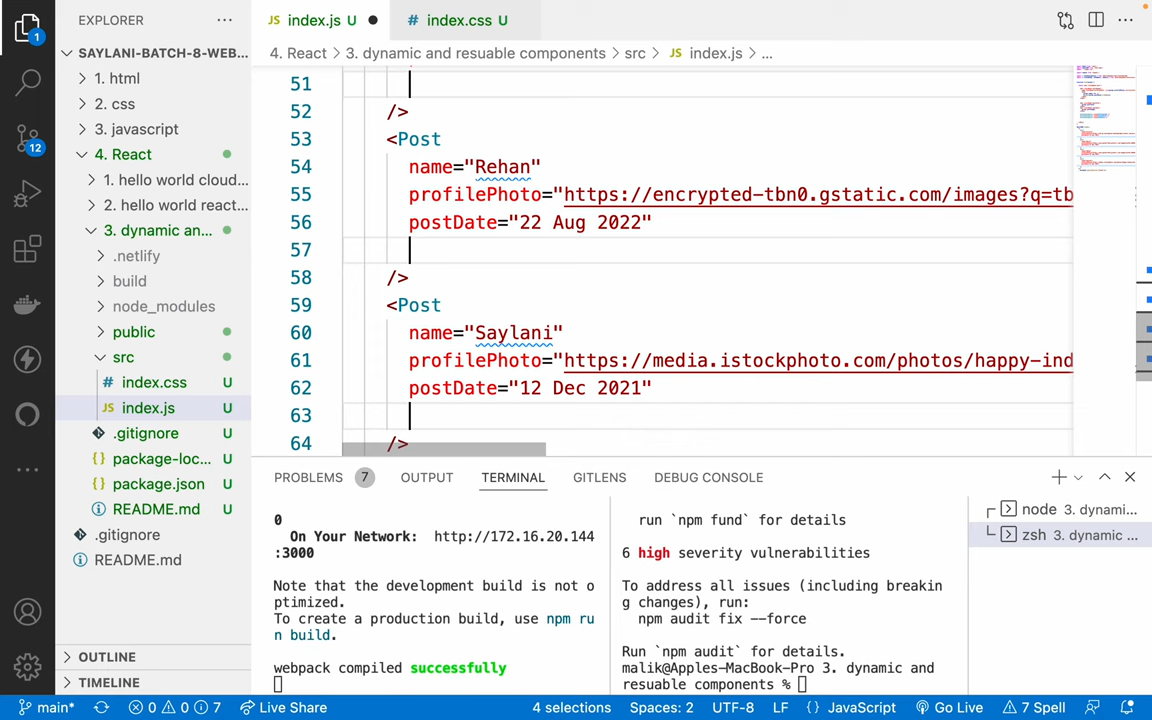 EXPLORER
JS index.js U
# index.css U
SAYLANI-BATCH-8-WEB...
4. React > 3. dynamic and resuable components > src > JS index.js > ...
1
12
1. html
2. css
3. javascript
4. React
1. hello world cloud...
2. hello world react...
3. dynamic an...
.netlify
build
node_modules
public
src
# index.css U
JS index.js U
.gitignore U
{} package-loc... U
{} package.json U
README.md U
.gitignore
README.md
OUTLINE
TIMELINE
51
52 />
53 <Post
54 name="Rehan"
55 profilePhoto="https://encrypted-tbn0.gstatic.com/images?q=tb
56 postDate="22 Aug 2022"
57
58 />
59 <Post
60 name="Saylani"
61 profilePhoto="https://media.istockphoto.com/photos/happy-ind
62 postDate="12 Dec 2021"
63
64 />
PROBLEMS 7 OUTPUT TERMINAL GITLENS DEBUG CONSOLE
0
On Your Network: http://172.16.20.144
:3000
Note that the development build is not o
ptimized.
To create a production build, use npm ru
n build.
webpack compiled successfully
run `npm fund` for details
6 high severity vulnerabilities
To address all issues (including breakin
g changes), run:
npm audit fix --force
Run `npm audit` for details.
malik@Apples-MacBook-Pro 3. dynamic and
resuable components %
node 3. dynami...
zsh 3. dynamic ...
main* 0 0 7 Live Share 4 selections Spaces: 2 UTF-8 LF {} JavaScript Go Live 7 Spell